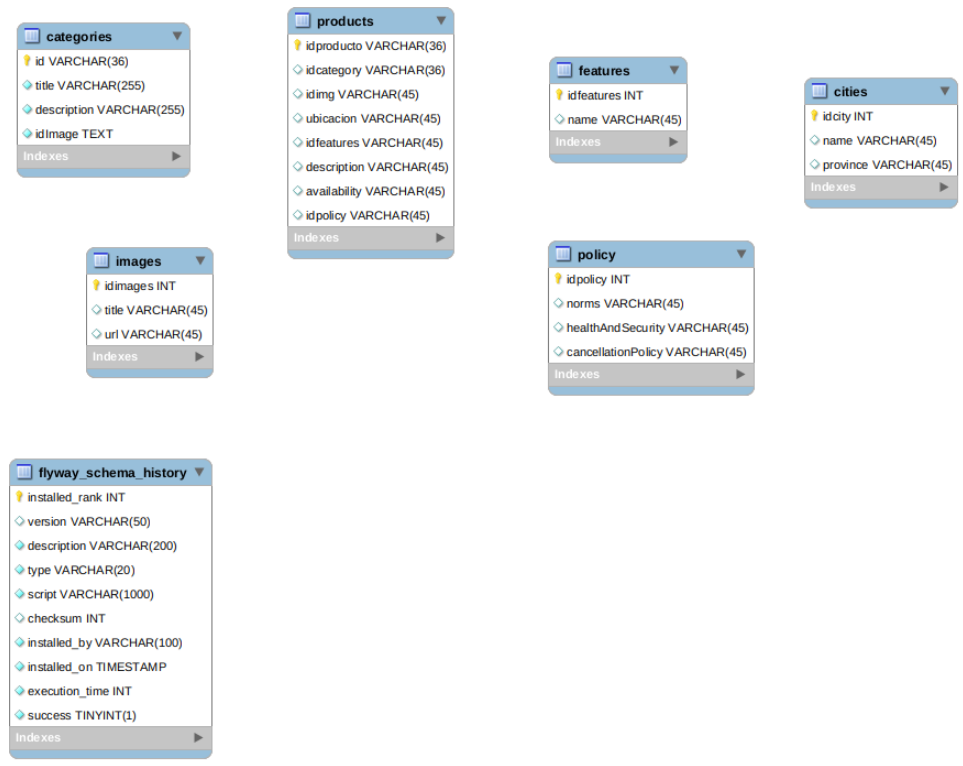 categories
id VARCHAR(36)
title VARCHAR(255)
description VARCHAR(255)
idImage TEXT
Indexes
products
idproducto VARCHAR(36)
idcategory VARCHAR(36)
idimg VARCHAR(45)
ubicacion VARCHAR(45)
idfeatures VARCHAR(45)
description VARCHAR(45)
availability VARCHAR(45)
idpolicy VARCHAR(45)
Indexes
features
idfeatures INT
name VARCHAR(45)
Indexes
cities
idcity INT
name VARCHAR(45)
province VARCHAR(45)
Indexes
images
idimages INT
title VARCHAR(45)
url VARCHAR(45)
Indexes
policy
idpolicy INT
norms VARCHAR(45)
healthAndSecurity VARCHAR(45)
cancellationPolicy VARCHAR(45)
Indexes
flyway_schema_history
installed_rank INT
version VARCHAR(50)
description VARCHAR(200)
type VARCHAR(20)
script VARCHAR(1000)
checksum INT
installed_by VARCHAR(100)
installed_on TIMESTAMP
execution_time INT
success TINYINT(1)
Indexes